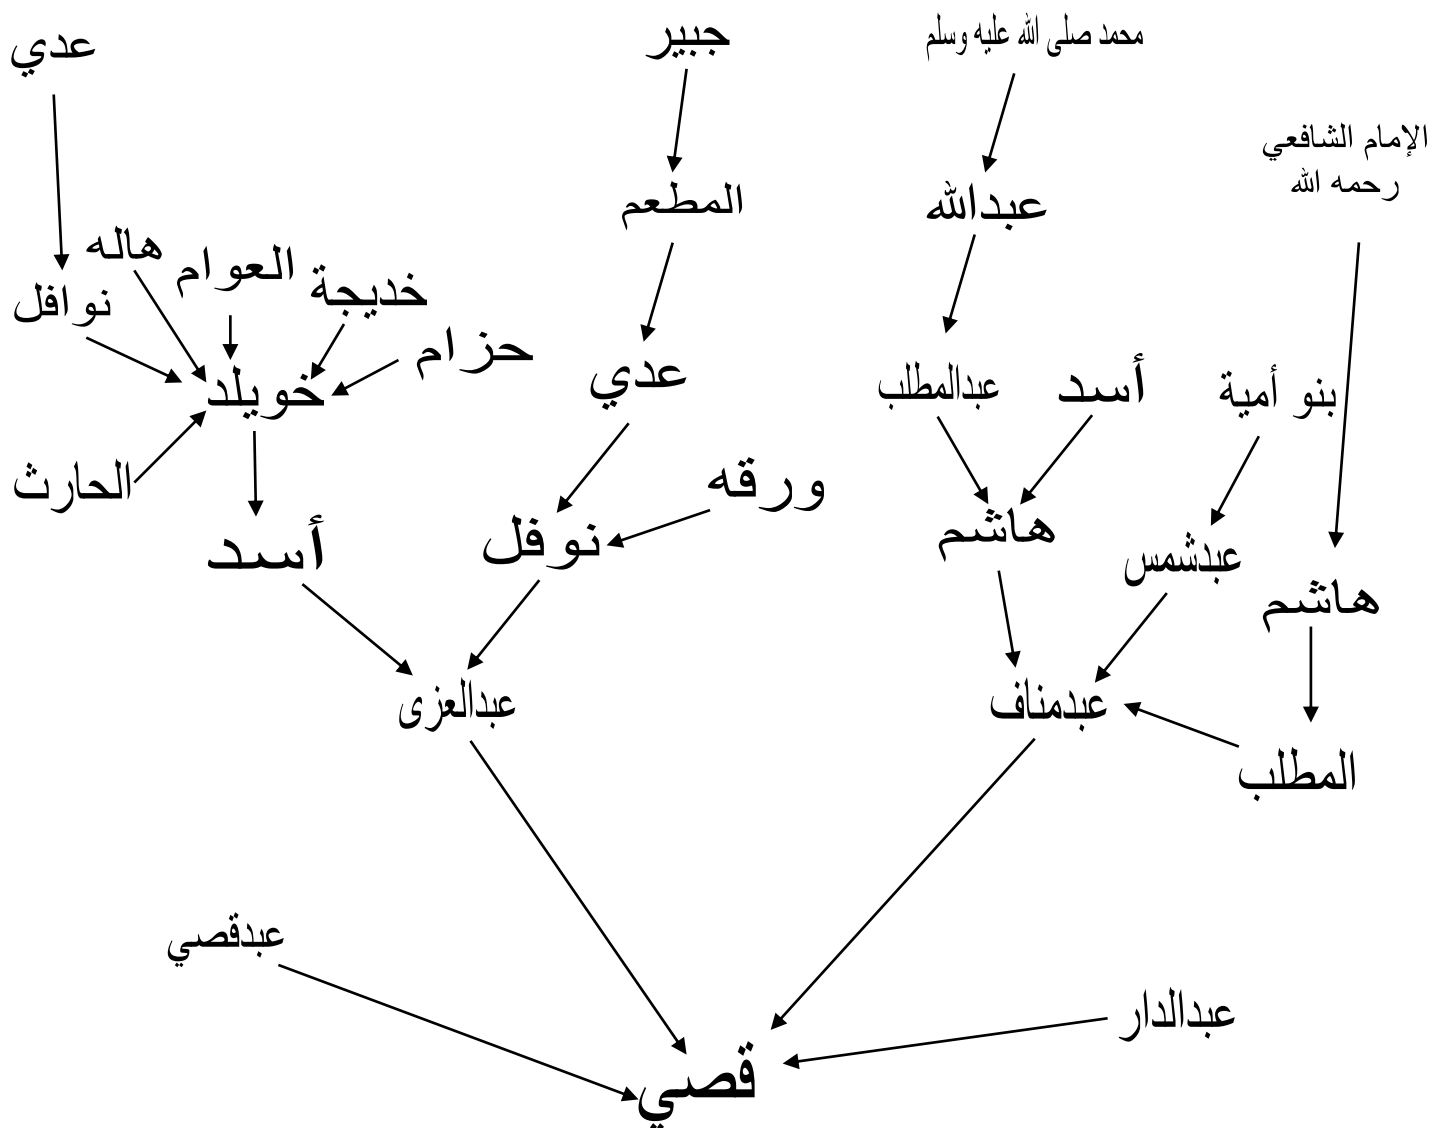 محمد صلى الله عليه وسلم
جبير
عدي
الإمام الشافعي
رحمه الله
عبدالله
المطعم
هاله
العوام
خديجة
نوافل
حزام
بنو أمية
أسد
عبدالمطلب
عدي
خويلد
الحارث
ورقه
هاشم
نوفل
أسد
عبدشمس
هاشم
عبدمناف
عبدالعزى
المطلب
عبدقصي
عبدالدار
قصي